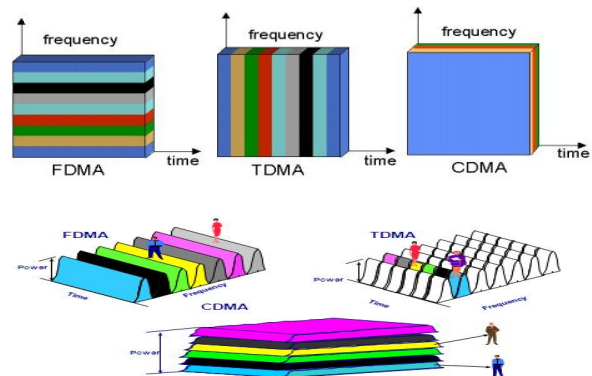 frequency
time
FDMA
frequency
time
TDMA
frequency
time
CDMA
FDMA
Power
Time
Frequency
TDMA
Power
Time
Frequency
CDMA
Power